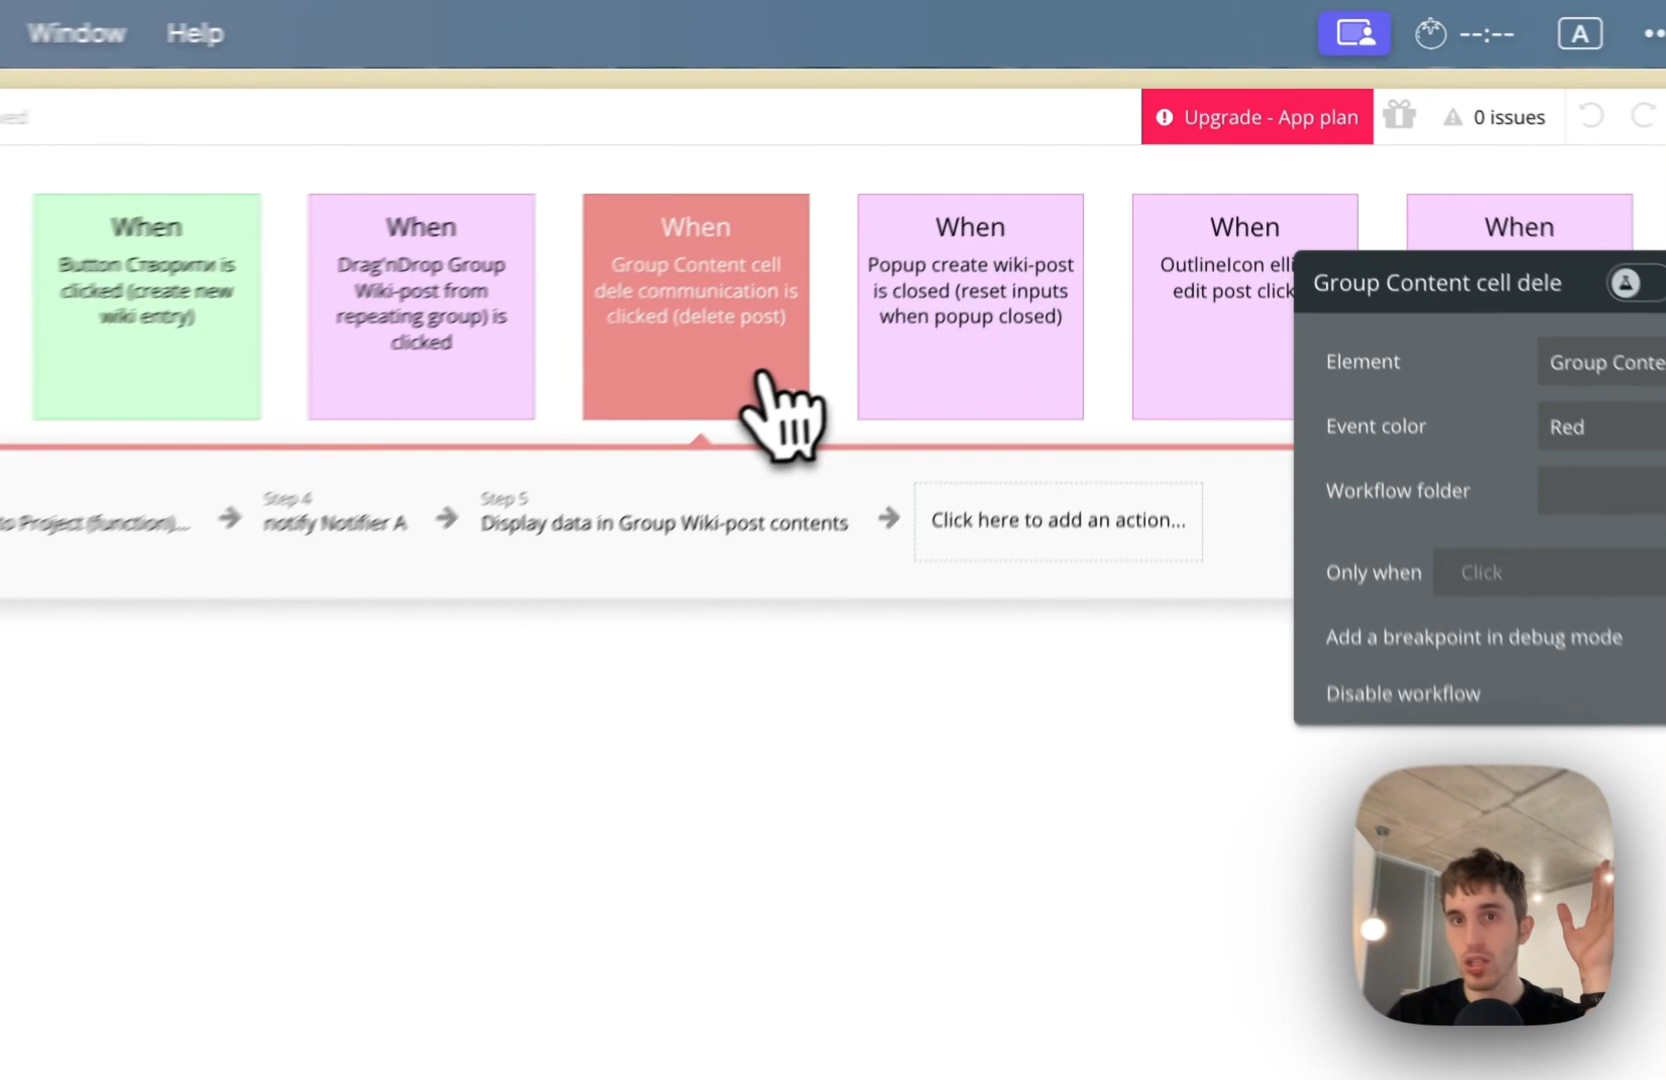 Window Help --:-- A
Upgrade - App plan 0 issues
When
Button Створити is
clicked (create new
wiki entry)
When
Drag'nDrop Group
Wiki-post from
repeating group) is
clicked
When
Group Content cell
dele communication is
clicked (delete post)
When
Popup create wiki-post
is closed (reset inputs
when popup closed)
When
OutlineIcon elli
edit post click
When
Group Content cell dele
Element Group Conte
Event color Red
Workflow folder
Only when Click
Add a breakpoint in debug mode
Disable workflow
to Project (function)...
Step 4
notify Notifier A
Step 5
Display data in Group Wiki-post contents
Click here to add an action...